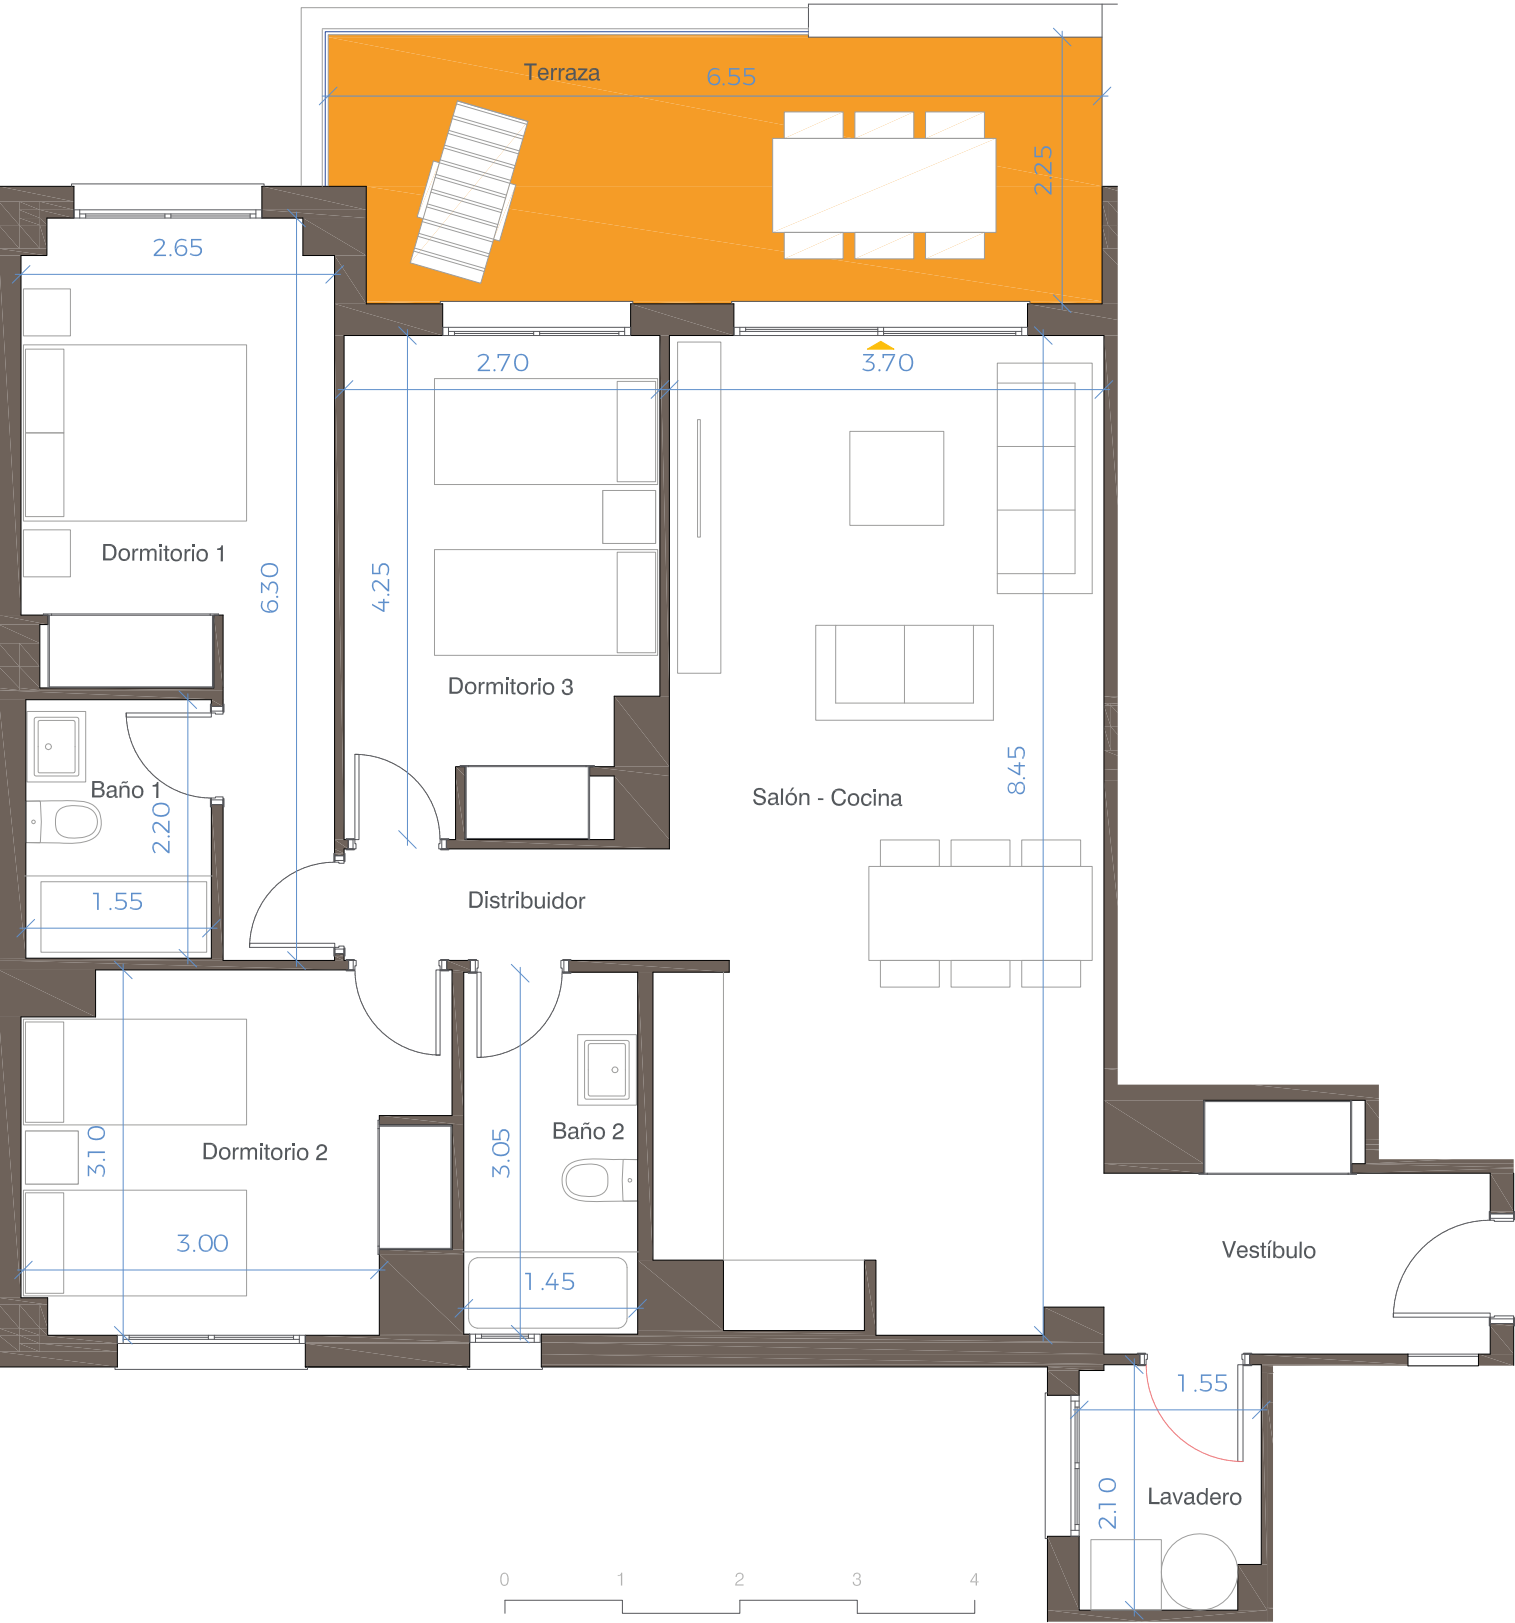 Terraza
6.55
2.25
2.65
2.70
3.70
Dormitorio 1
6.30
4.25
Dormitorio 3
8.45
Salón - Cocina
Baño 1
2.20
1.55
Distribuidor
3.10
Dormitorio 2
3.05
Baño 2
3.00
1.45
Vestíbulo
1.55
2.10
Lavadero
0 1 2 3 4